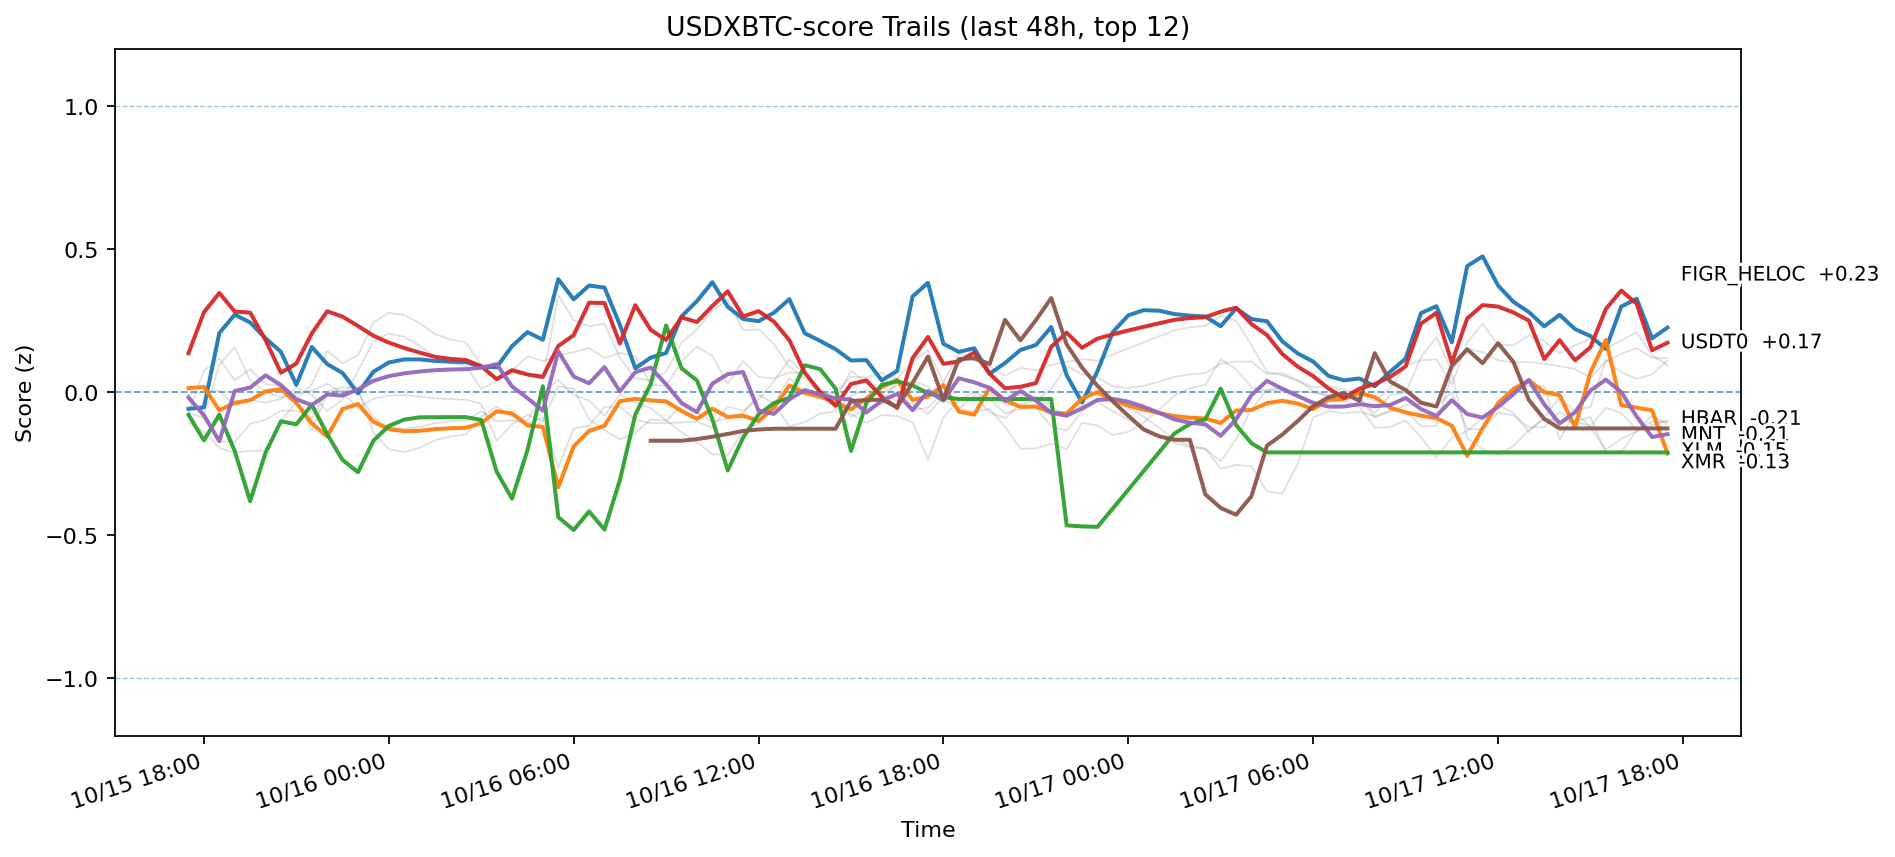 USDXBTC-score Trails (last 48h, top 12)
Score (z)
1.0
0.5
0.0
−0.5
−1.0
FIGR_HELOC +0.23
USDT0 +0.17
HBAR -0.21
MNT -0.21
XLM -0.15
XMR -0.13
10/15 18:00
10/16 00:00
10/16 06:00
10/16 12:00
10/16 18:00
10/17 00:00
10/17 06:00
10/17 12:00
10/17 18:00
Time